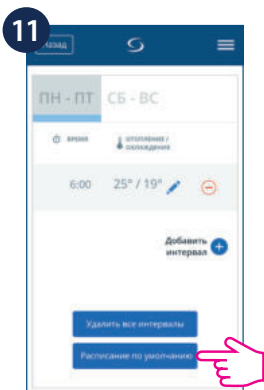 11
Назад
ПН - ПТ СБ - ВС
ВРЕМЯ
ОТОПЛЕНИЕ /
ОХЛАЖДЕНИЕ
6:00 25° / 19°
Добавить
интервал
Удалить все интервалы
Расписание по умолчанию